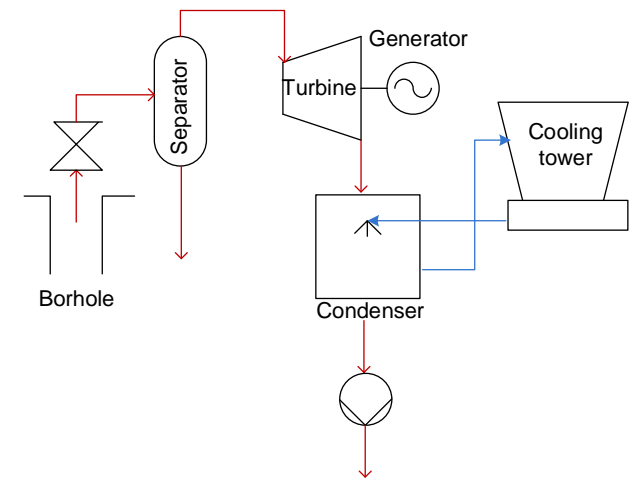 Generator
Separator
Turbine
Cooling
tower
Borhole
Condenser